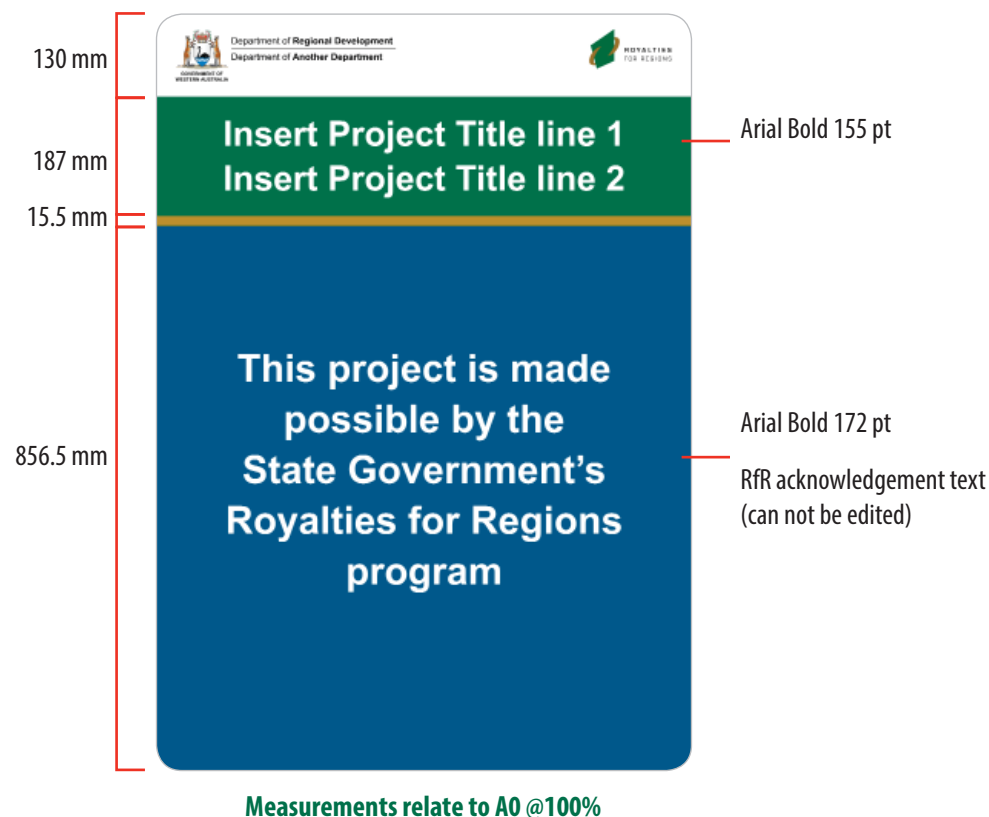 130 mm
187 mm
15.5 mm
856.5 mm
GOVERNMENT OF
WESTERN AUSTRALIA
Department of Regional Development
Department of Another Department
ROYALTIES
FOR REGIONS
Insert Project Title line 1
Insert Project Title line 2
Arial Bold 155 pt
This project is made
possible by the
State Government’s
Royalties for Regions
program
Arial Bold 172 pt
RfR acknowledgement text
(can not be edited)
Measurements relate to A0 @100%